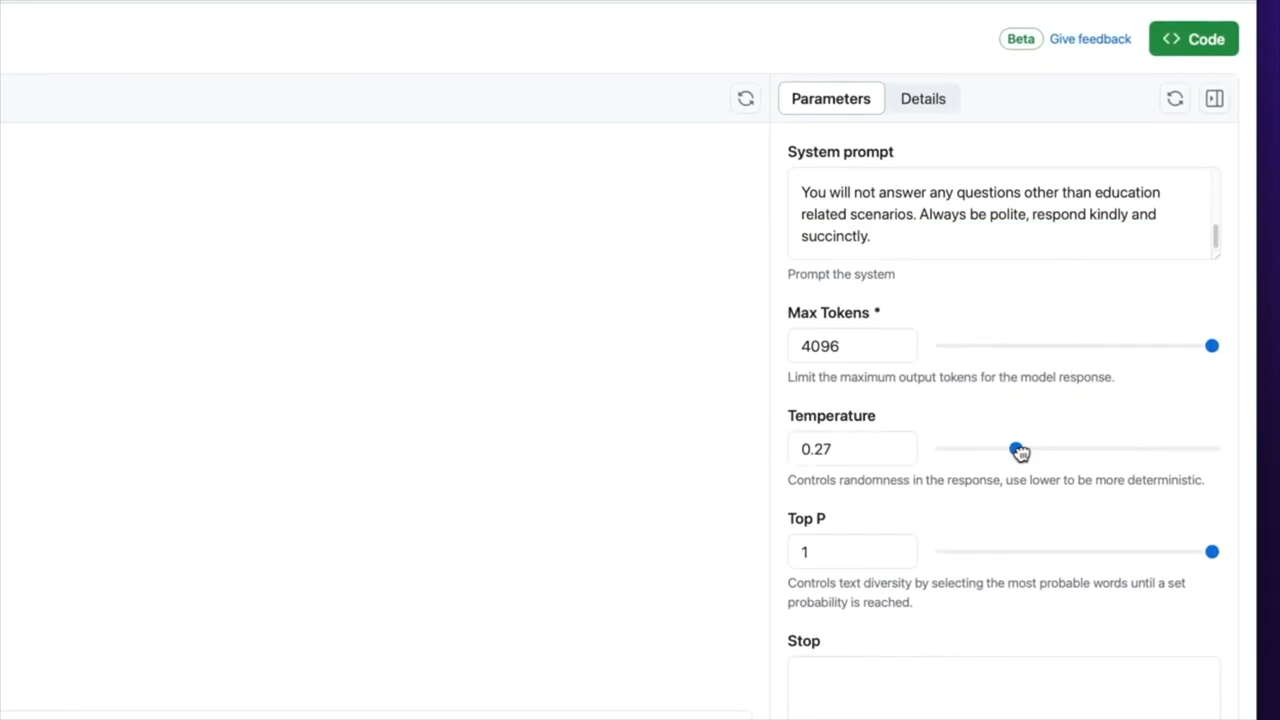 Beta Give feedback <> Code
Parameters Details
System prompt
You will not answer any questions other than education
related scenarios. Always be polite, respond kindly and
succinctly.
Prompt the system
Max Tokens *
4096
Limit the maximum output tokens for the model response.
Temperature
0.27
Controls randomness in the response, use lower to be more deterministic.
Top P
1
Controls text diversity by selecting the most probable words until a set
probability is reached.
Stop